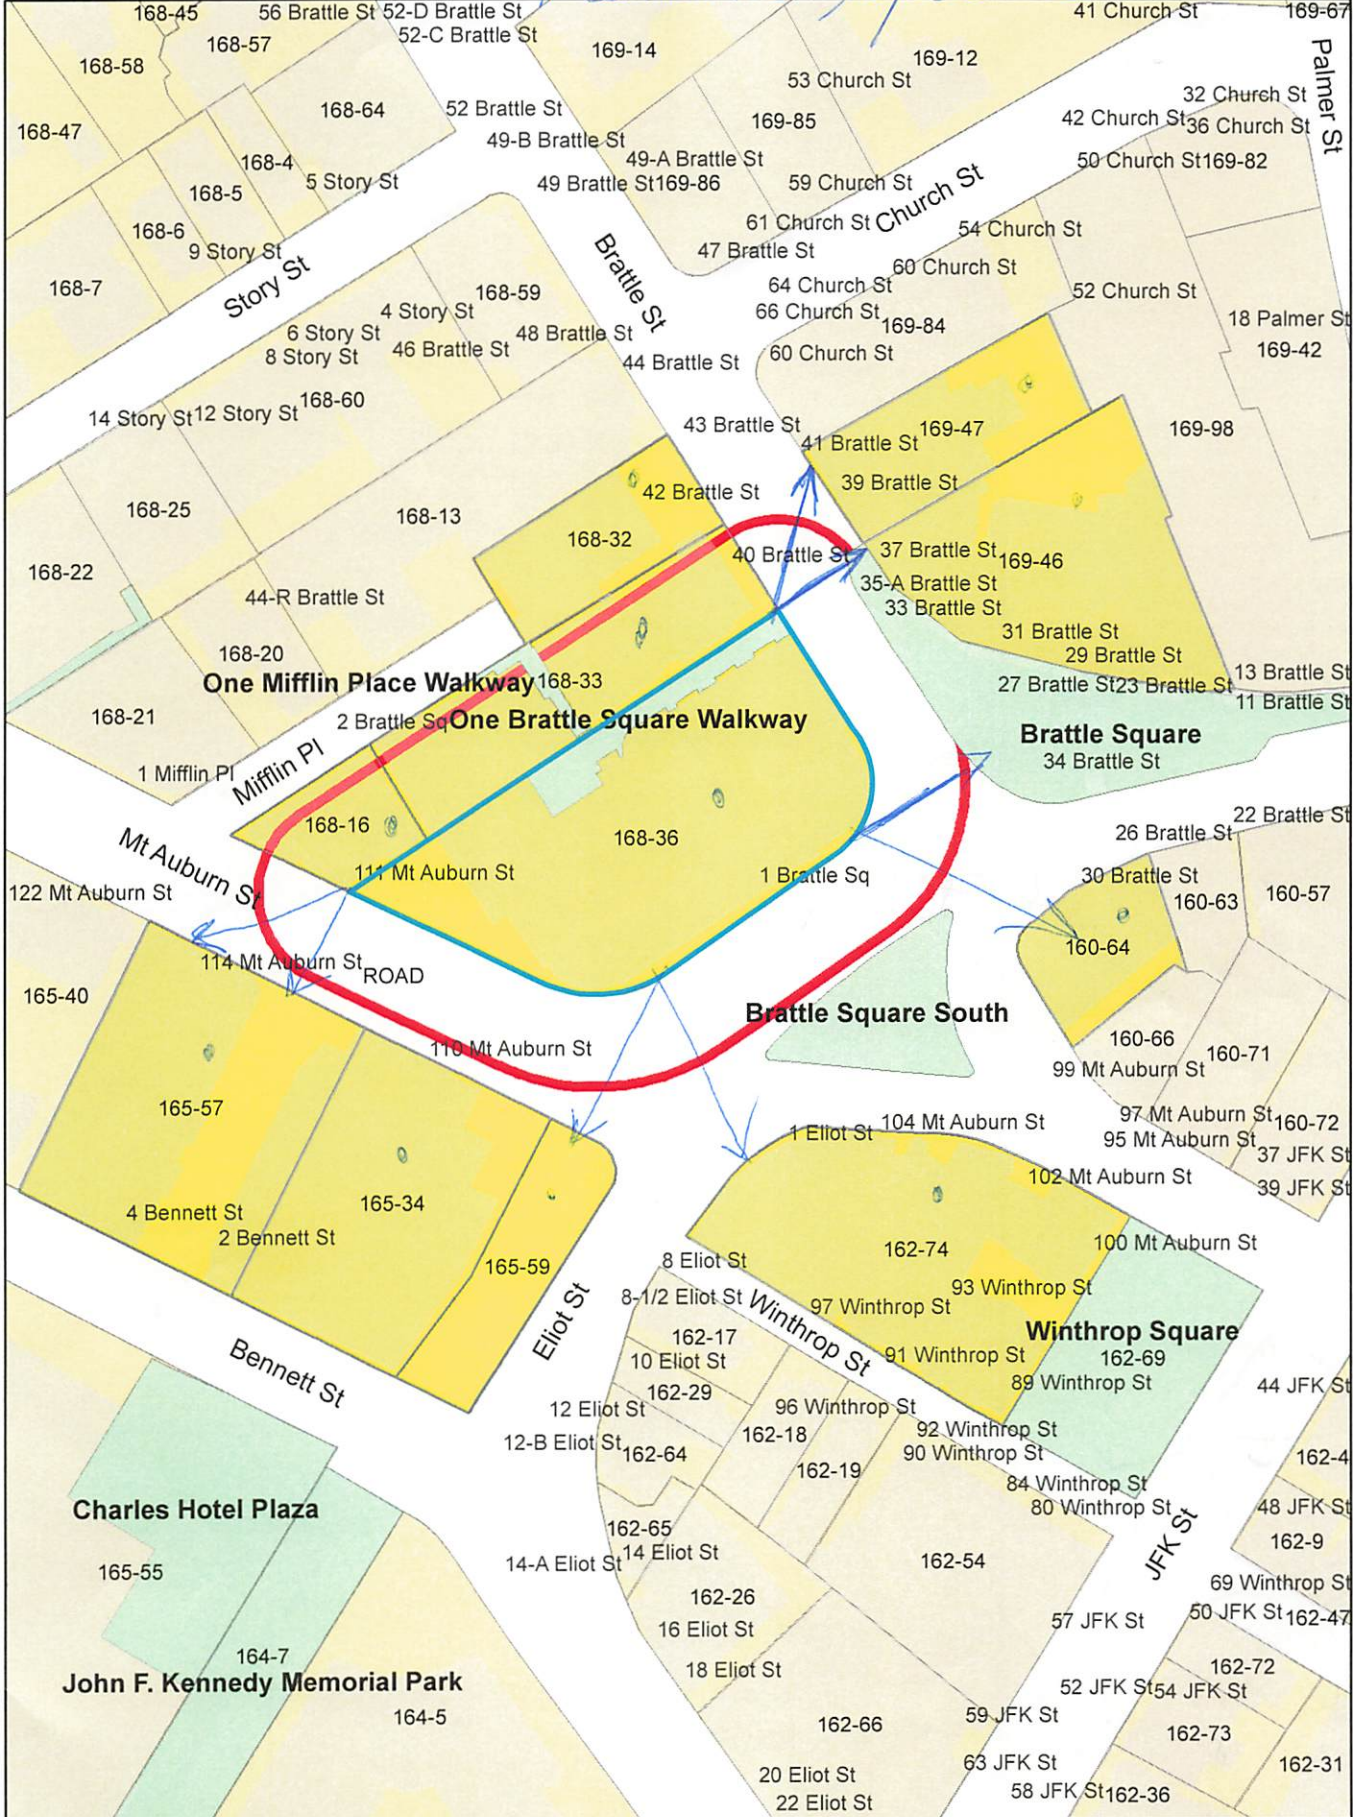 168-45
56 Brattle St
52-D Brattle St
41 Church St
169-67
168-57
52-C Brattle St
169-14
169-12
168-58
53 Church St
Palmer St
168-64
52 Brattle St
32 Church St
169-85
42 Church St
36 Church St
168-47
49-B Brattle St
168-4
49-A Brattle St
50 Church St
169-82
5 Story St
49 Brattle St
169-86
59 Church St
168-5
Church St
61 Church St
54 Church St
168-6
9 Story St
47 Brattle St
Brattle St
60 Church St
168-7
Story St
168-59
64 Church St
52 Church St
4 Story St
66 Church St
169-84
18 Palmer St
6 Story St
48 Brattle St
8 Story St
46 Brattle St
44 Brattle St
60 Church St
169-42
14 Story St
12 Story St
168-60
43 Brattle St
169-47
169-98
41 Brattle St
39 Brattle St
42 Brattle St
168-25
168-13
168-32
40 Brattle St
37 Brattle St
169-46
168-22
35-A Brattle St
44-R Brattle St
33 Brattle St
31 Brattle St
168-20
29 Brattle St
13 Brattle St
One Mifflin Place Walkway
168-33
27 Brattle St
23 Brattle St
11 Brattle St
168-21
2 Brattle Sq
One Brattle Square Walkway
Brattle Square
34 Brattle St
1 Mifflin Pl
Mifflin Pl
168-16
168-36
22 Brattle St
26 Brattle St
Mt Auburn St
111 Mt Auburn St
1 Brattle Sq
30 Brattle St
122 Mt Auburn St
160-63
160-57
160-64
114 Mt Auburn St
ROAD
165-40
Brattle Square South
110 Mt Auburn St
160-66
160-71
99 Mt Auburn St
165-57
97 Mt Auburn St
160-72
1 Eliot St
104 Mt Auburn St
95 Mt Auburn St
37 JFK St
102 Mt Auburn St
39 JFK St
165-34
4 Bennett St
2 Bennett St
162-74
100 Mt Auburn St
165-59
8 Eliot St
93 Winthrop St
8-1/2 Eliot St
Winthrop St
97 Winthrop St
Eliot St
162-17
Winthrop Square
Bennett St
10 Eliot St
91 Winthrop St
162-69
162-29
89 Winthrop St
44 JFK St
12 Eliot St
96 Winthrop St
12-B Eliot St
162-64
162-18
92 Winthrop St
90 Winthrop St
162-4
162-19
84 Winthrop St
Charles Hotel Plaza
80 Winthrop St
48 JFK St
162-65
JFK St
162-9
14-A Eliot St
14 Eliot St
162-54
165-55
69 Winthrop St
162-26
50 JFK St
162-47
16 Eliot St
57 JFK St
164-7
18 Eliot St
162-72
John F. Kennedy Memorial Park
52 JFK St
54 JFK St
164-5
162-66
59 JFK St
162-73
63 JFK St
162-31
20 Eliot St
58 JFK St
162-36
22 Eliot St